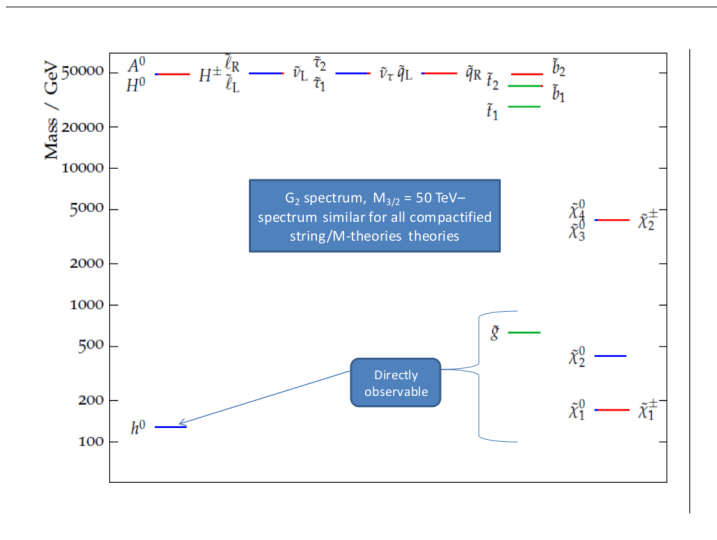 Mass / GeV
50000
20000
10000
5000
2000
1000
500
200
100
A⁰
H⁰
H±
ℓ̃R
ℓ̃L
ν̃L
τ̃2
τ̃1
ν̃τ
q̃L
q̃R
t̃2
t̃1
b̃2
b̃1
G₂ spectrum, M₃/₂ = 50 TeV–
spectrum similar for all compactified
string/M-theories theories
χ̃⁰4
χ̃⁰3
χ̃±2
g̃
χ̃⁰2
Directly
observable
χ̃⁰1
χ̃±1
h⁰